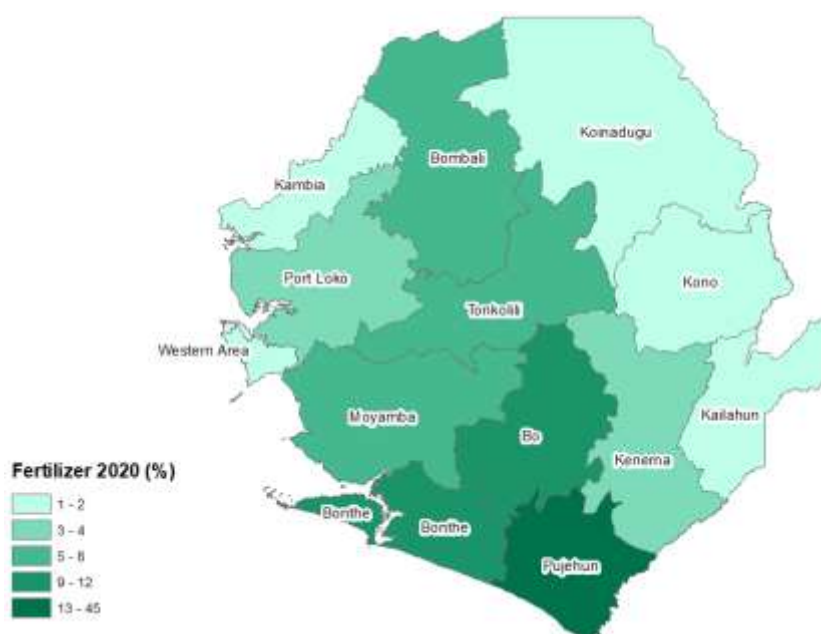 Koinadugu
Bombali
Kambia
Port Loko
Kono
Tonkolili
Western Area
Moyamba
Kailahun
Bo
Kenema
Bonthe
Bonthe
Pujehun
Fertilizer 2020 (%)
1 - 2
3 - 4
5 - 8
9 - 12
13 - 45